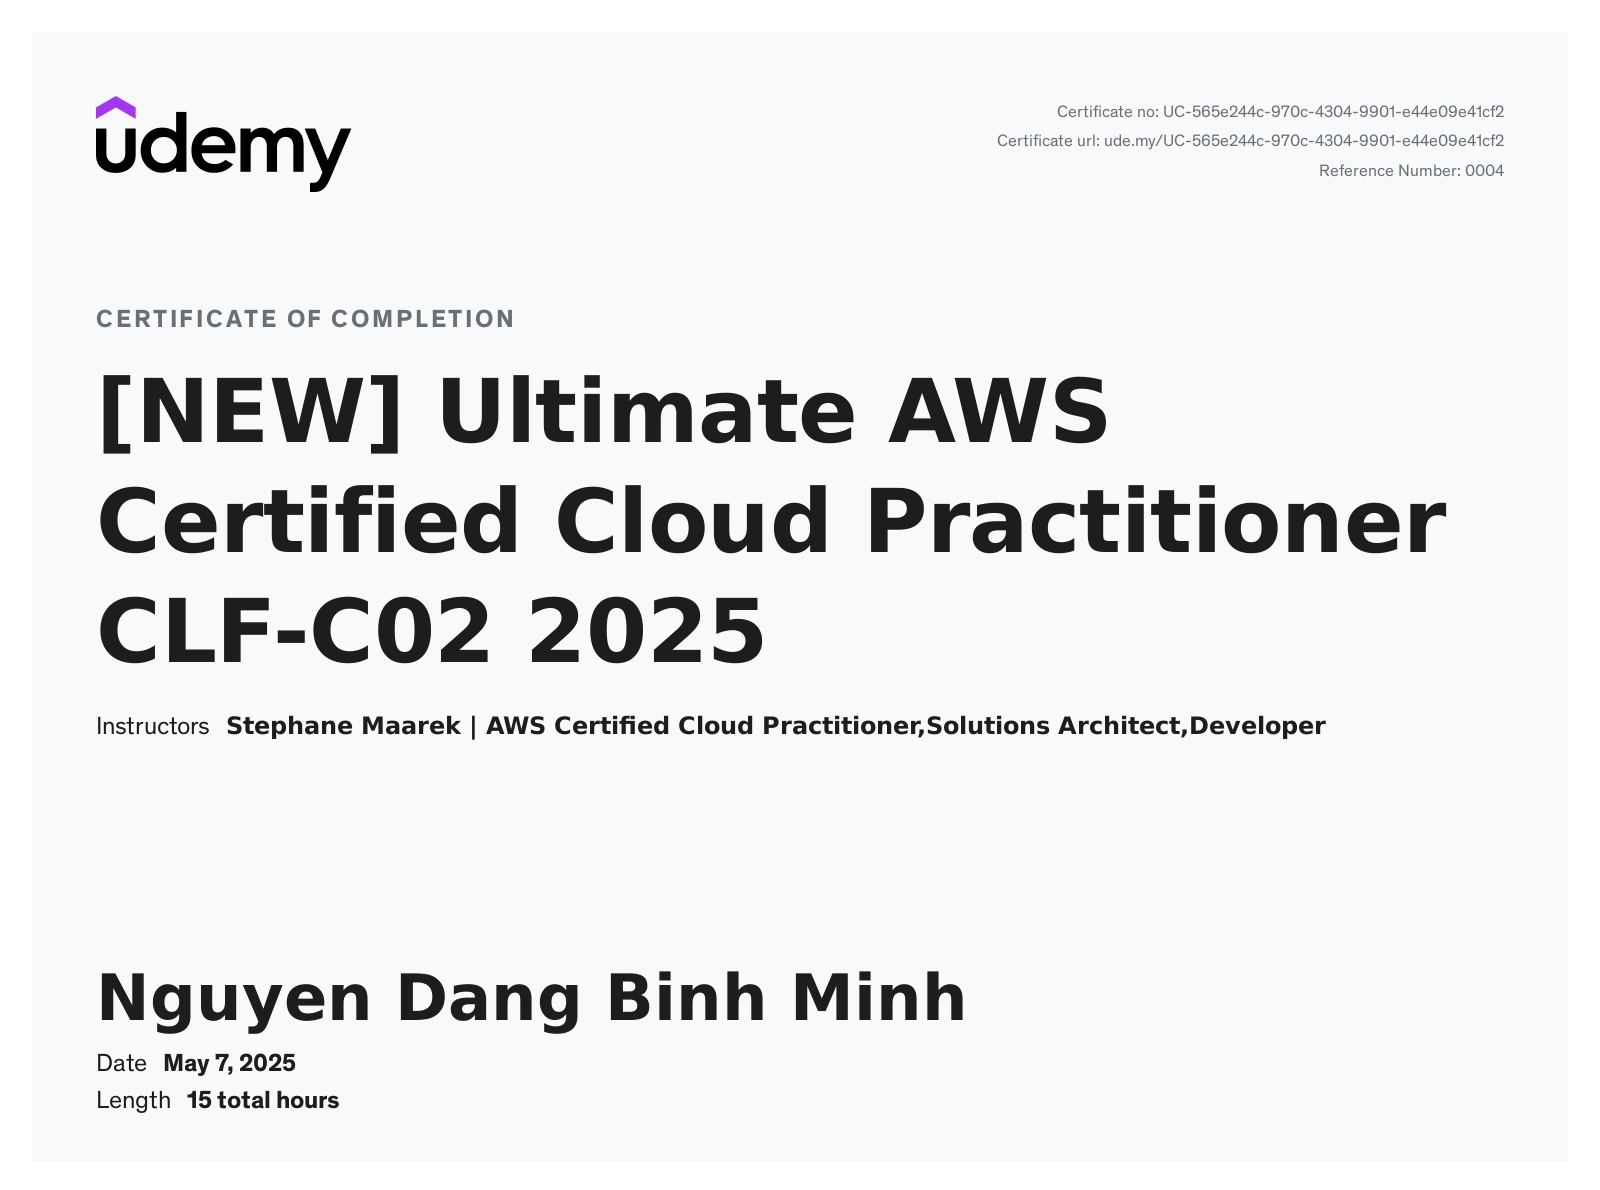 udemy
Certificate no: UC-565e244c-970c-4304-9901-e44e09e41cf2
Certificate url: ude.my/UC-565e244c-970c-4304-9901-e44e09e41cf2
Reference Number: 0004
CERTIFICATE OF COMPLETION
[NEW] Ultimate AWS
Certified Cloud Practitioner
CLF-C02 2025
Instructors Stephane Maarek | AWS Certified Cloud Practitioner,Solutions Architect,Developer
Nguyen Dang Binh Minh
Date May 7, 2025
Length 15 total hours